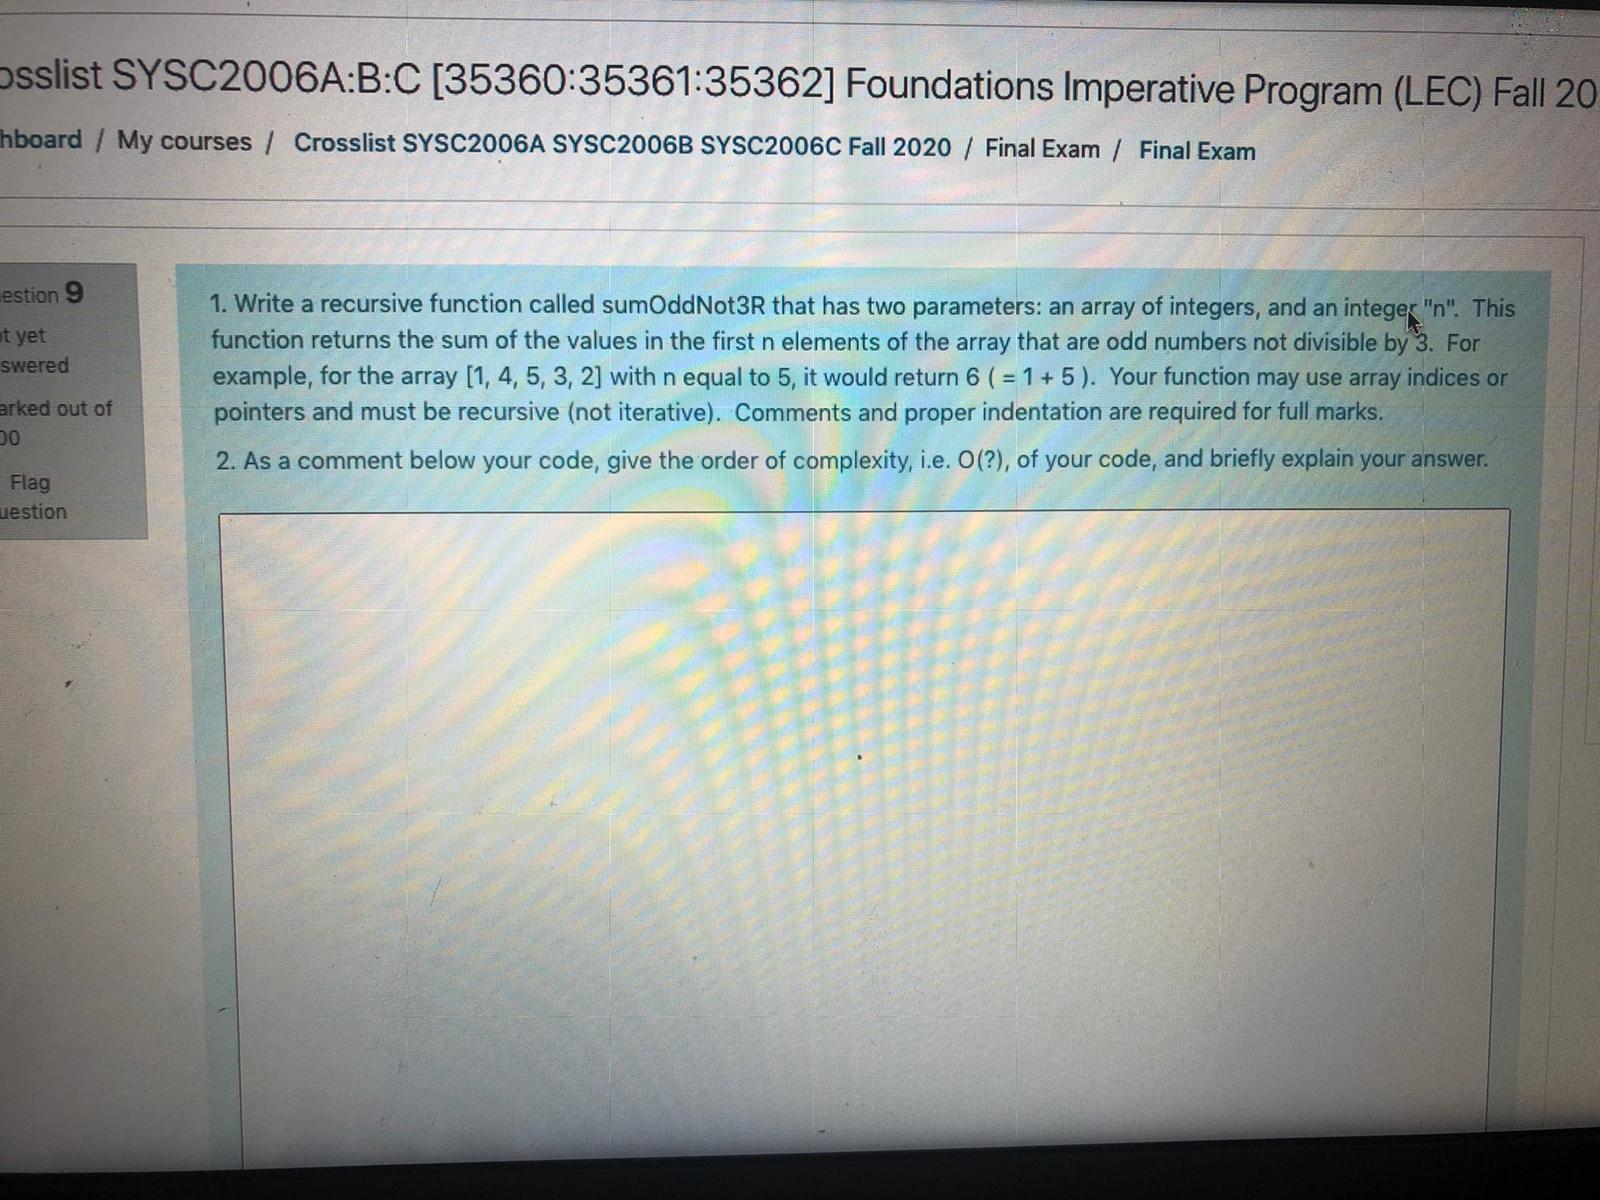 osslist SYSC2006A:B:C [35360:35361:35362] Foundations Imperative Program (LEC) Fall 20
hboard / My courses / Crosslist SYSC2006A SYSC2006B SYSC2006C Fall 2020 / Final Exam / Final Exam
estion 9
t yet
swered
arked out of
00
Flag
uestion
1. Write a recursive function called sumOddNot3R that has two parameters: an array of integers, and an integer "n". This
function returns the sum of the values in the first n elements of the array that are odd numbers not divisible by 3. For
example, for the array [1, 4, 5, 3, 2] with n equal to 5, it would return 6 ( = 1 + 5 ). Your function may use array indices or
pointers and must be recursive (not iterative). Comments and proper indentation are required for full marks.
2. As a comment below your code, give the order of complexity, i.e. O(?), of your code, and briefly explain your answer.